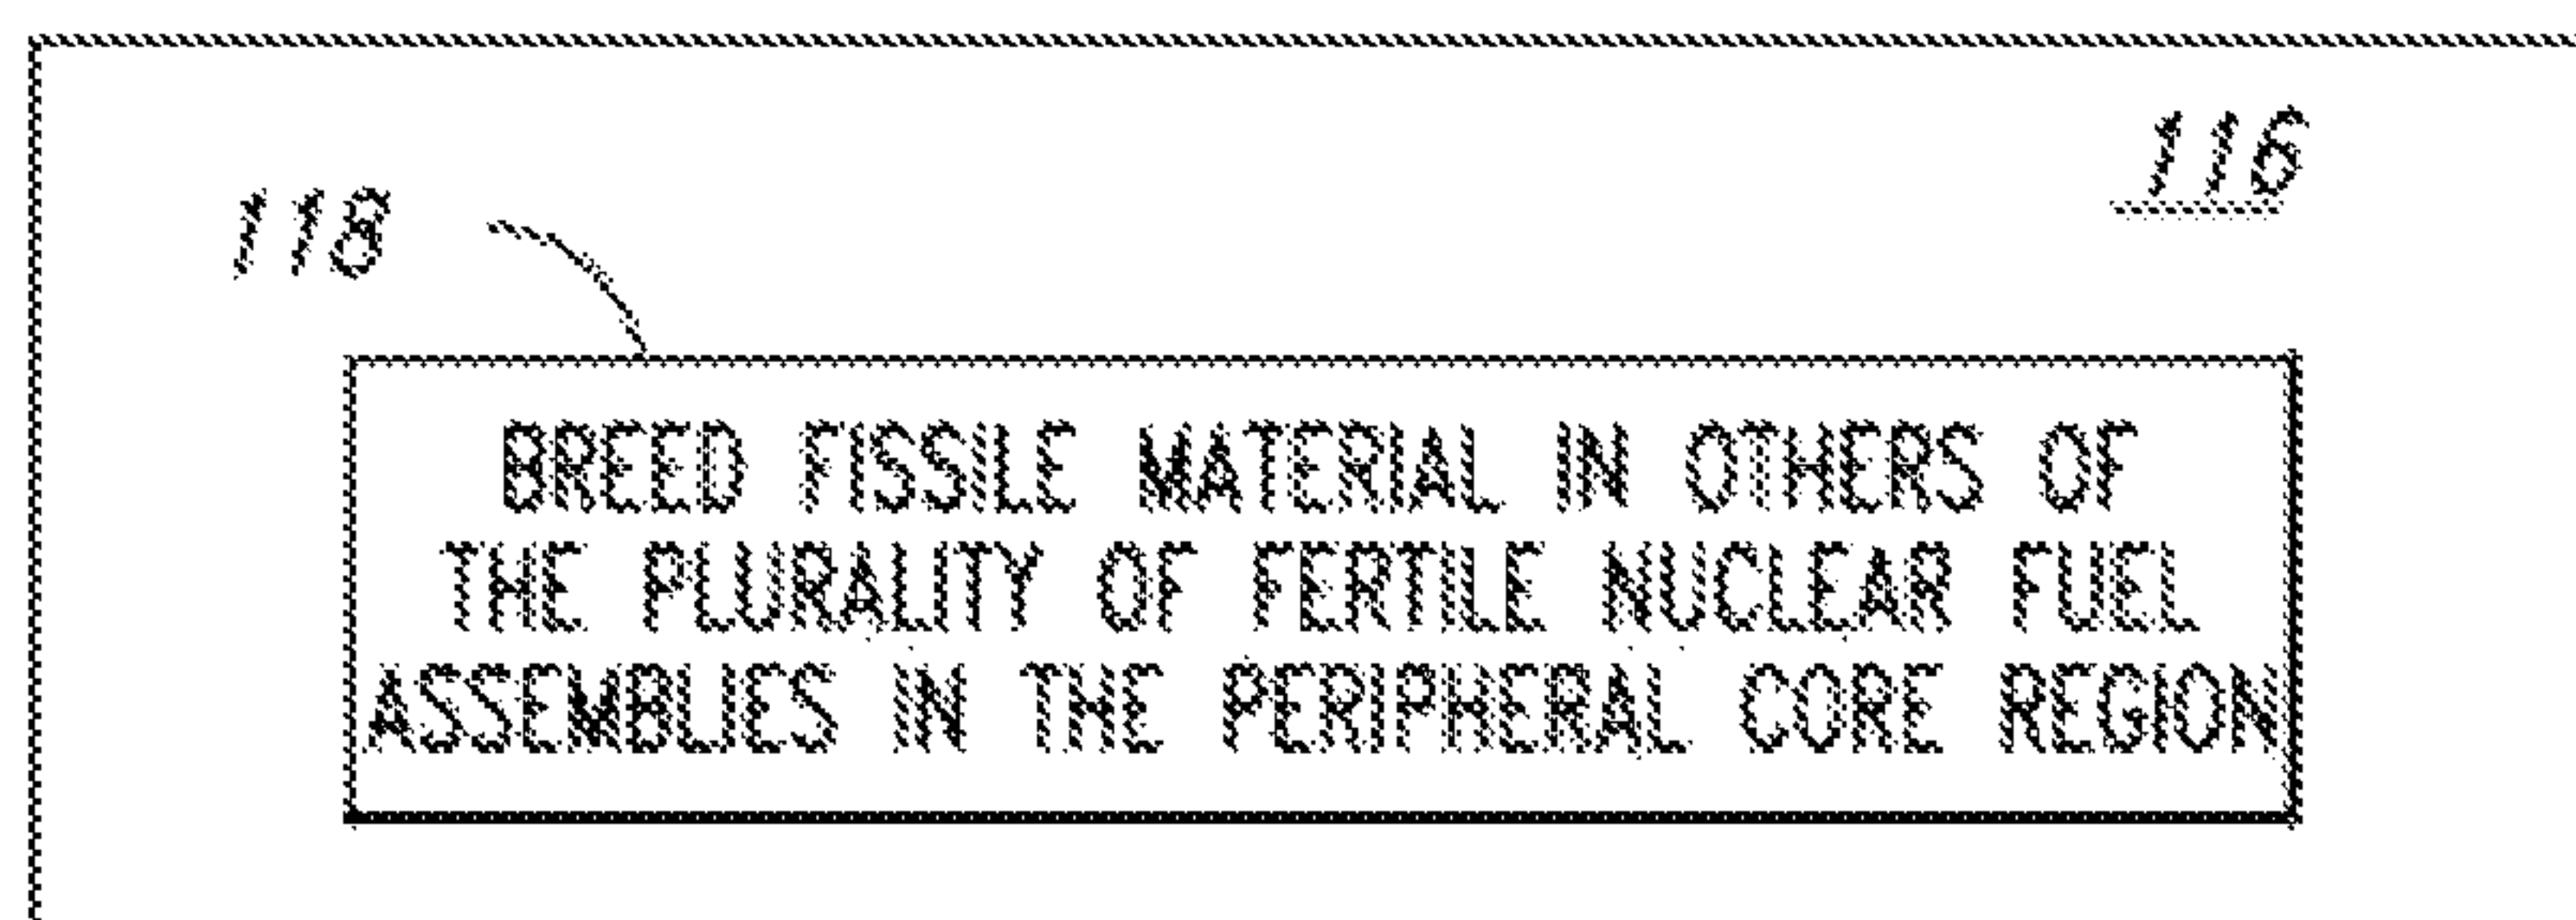 116
118
BREED FISSILE MATERIAL IN OTHERS OF
THE PLURALITY OF FERTILE NUCLEAR FUEL
ASSEMBLIES IN THE PERIPHERAL CORE REGION